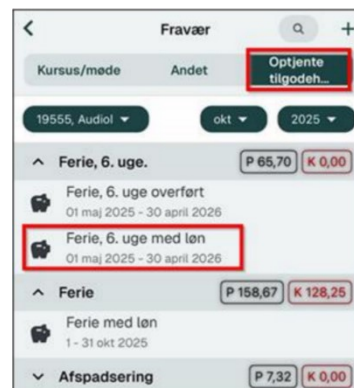 Fravær
Kursus/møde Andet Optjente
tilgodeh...
19555, Audiol okt 2025
Ferie, 6. uge. P 65,70 K 0,00
Ferie, 6. uge overført
01 maj 2025 - 30 april 2026
Ferie, 6. uge med løn
01 maj 2025 - 30 april 2026
Ferie P 158,67 K 128,25
Ferie med løn
1 - 31 okt 2025
Afspadsering P 7,32 K 0,00